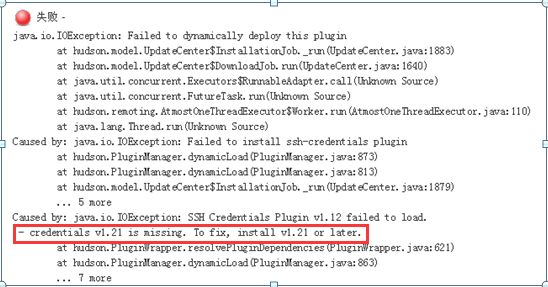 失败 -
java.io.IOException: Failed to dynamically deploy this plugin
at hudson.model.UpdateCenter$InstallationJob._run(UpdateCenter.java:1883)
at hudson.model.UpdateCenter$DownloadJob.run(UpdateCenter.java:1640)
at java.util.concurrent.Executors$RunnableAdapter.call(Unknown Source)
at java.util.concurrent.FutureTask.run(Unknown Source)
at hudson.remoting.AtmostOneThreadExecutor$Worker.run(AtmostOneThreadExecutor.java:110)
at java.lang.Thread.run(Unknown Source)
Caused by: java.io.IOException: Failed to install ssh-credentials plugin
at hudson.PluginManager.dynamicLoad(PluginManager.java:873)
at hudson.PluginManager.dynamicLoad(PluginManager.java:813)
at hudson.model.UpdateCenter$InstallationJob._run(UpdateCenter.java:1879)
... 5 more
Caused by: java.io.IOException: SSH Credentials Plugin v1.12 failed to load.
- credentials v1.21 is missing. To fix, install v1.21 or later.
at hudson.PluginWrapper.resolvePluginDependencies(PluginWrapper.java:621)
at hudson.PluginManager.dynamicLoad(PluginManager.java:863)
... 7 more